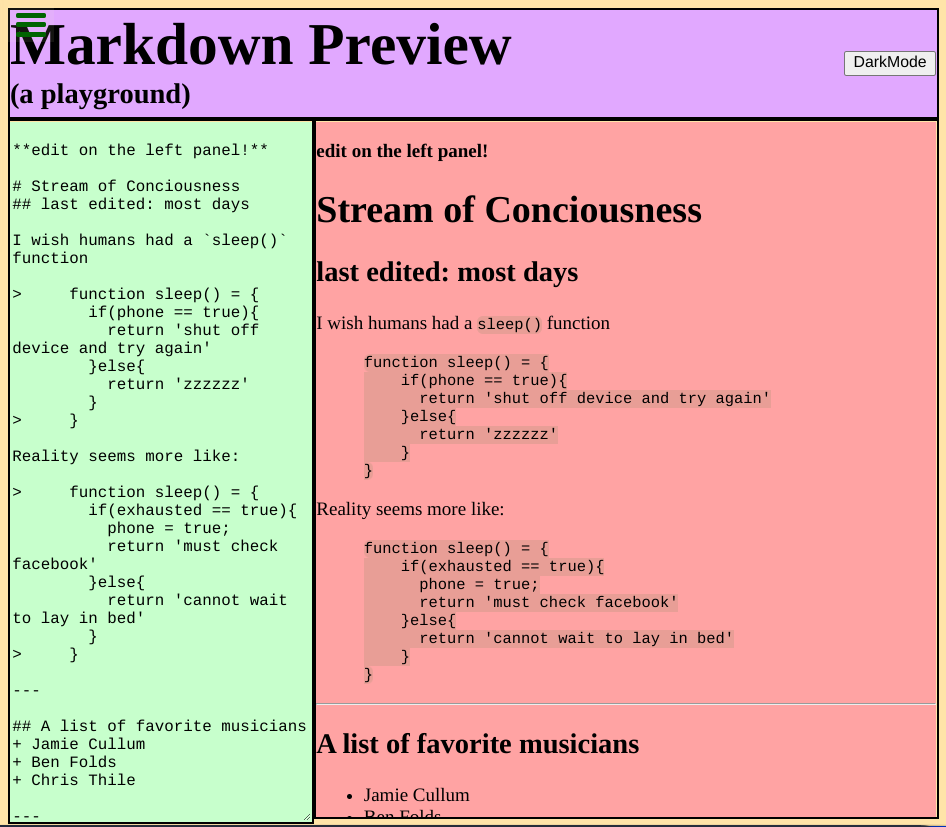 Markdown Preview
(a playground)
DarkMode
**edit on the left panel!**
# Stream of Conciousness
## last edited: most days
I wish humans had a `sleep()`
function
>     function sleep() = {
        if(phone == true){
          return 'shut off
device and try again'
        }else{
          return 'zzzzzz'
        }
>     }
Reality seems more like:
>     function sleep() = {
        if(exhausted == true){
          phone = true;
          return 'must check
facebook'
        }else{
          return 'cannot wait
to lay in bed'
        }
>     }
---
## A list of favorite musicians
+ Jamie Cullum
+ Ben Folds
+ Chris Thile
---
edit on the left panel!
Stream of Conciousness
last edited: most days
I wish humans had a sleep() function
function sleep() = {
    if(phone == true){
      return 'shut off device and try again'
    }else{
      return 'zzzzzz'
    }
}
Reality seems more like:
function sleep() = {
    if(exhausted == true){
      phone = true;
      return 'must check facebook'
    }else{
      return 'cannot wait to lay in bed'
    }
}
A list of favorite musicians
• Jamie Cullum
• Ben Folds